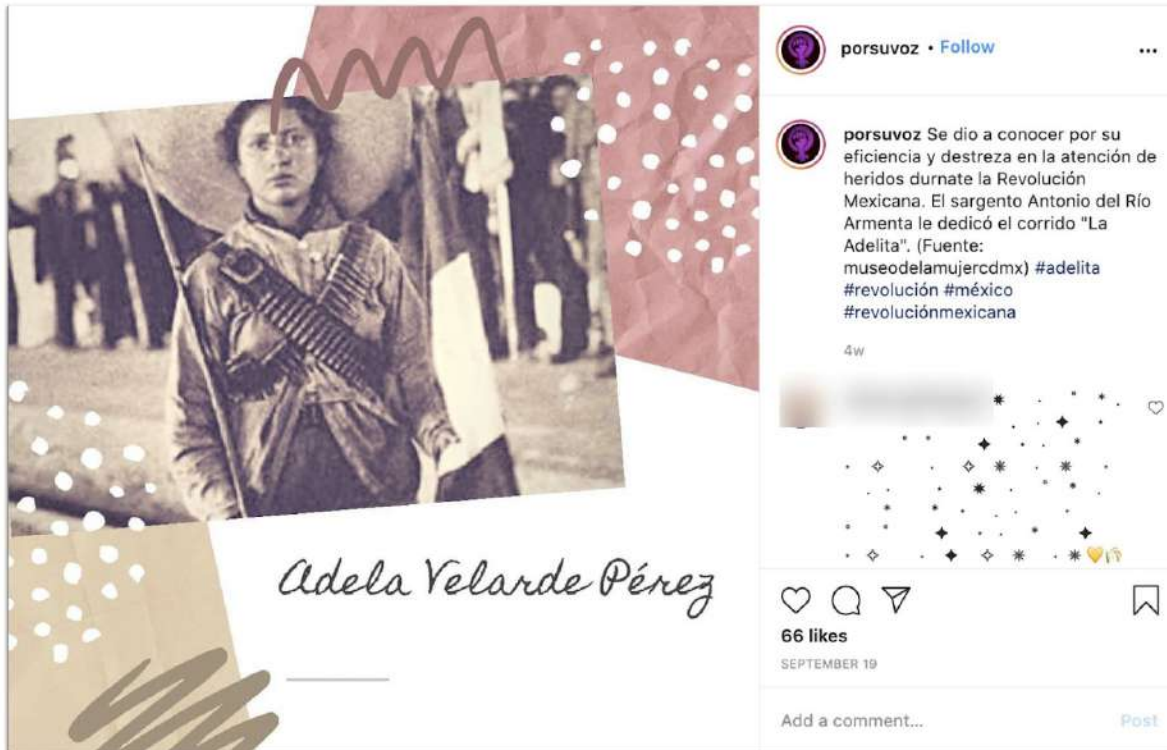 Adela Velarde Pérez
porsuvoz • Follow
porsuvoz Se dio a conocer por su
eficiencia y destreza en la atención de
heridos durnate la Revolución
Mexicana. El sargento Antonio del Río
Armenta le dedicó el corrido "La
Adelita". (Fuente:
museodelamujercdmx) #adelita
#revolución #méxico
#revoluciónmexicana
4w
66 likes
SEPTEMBER 19
Add a comment...
Post